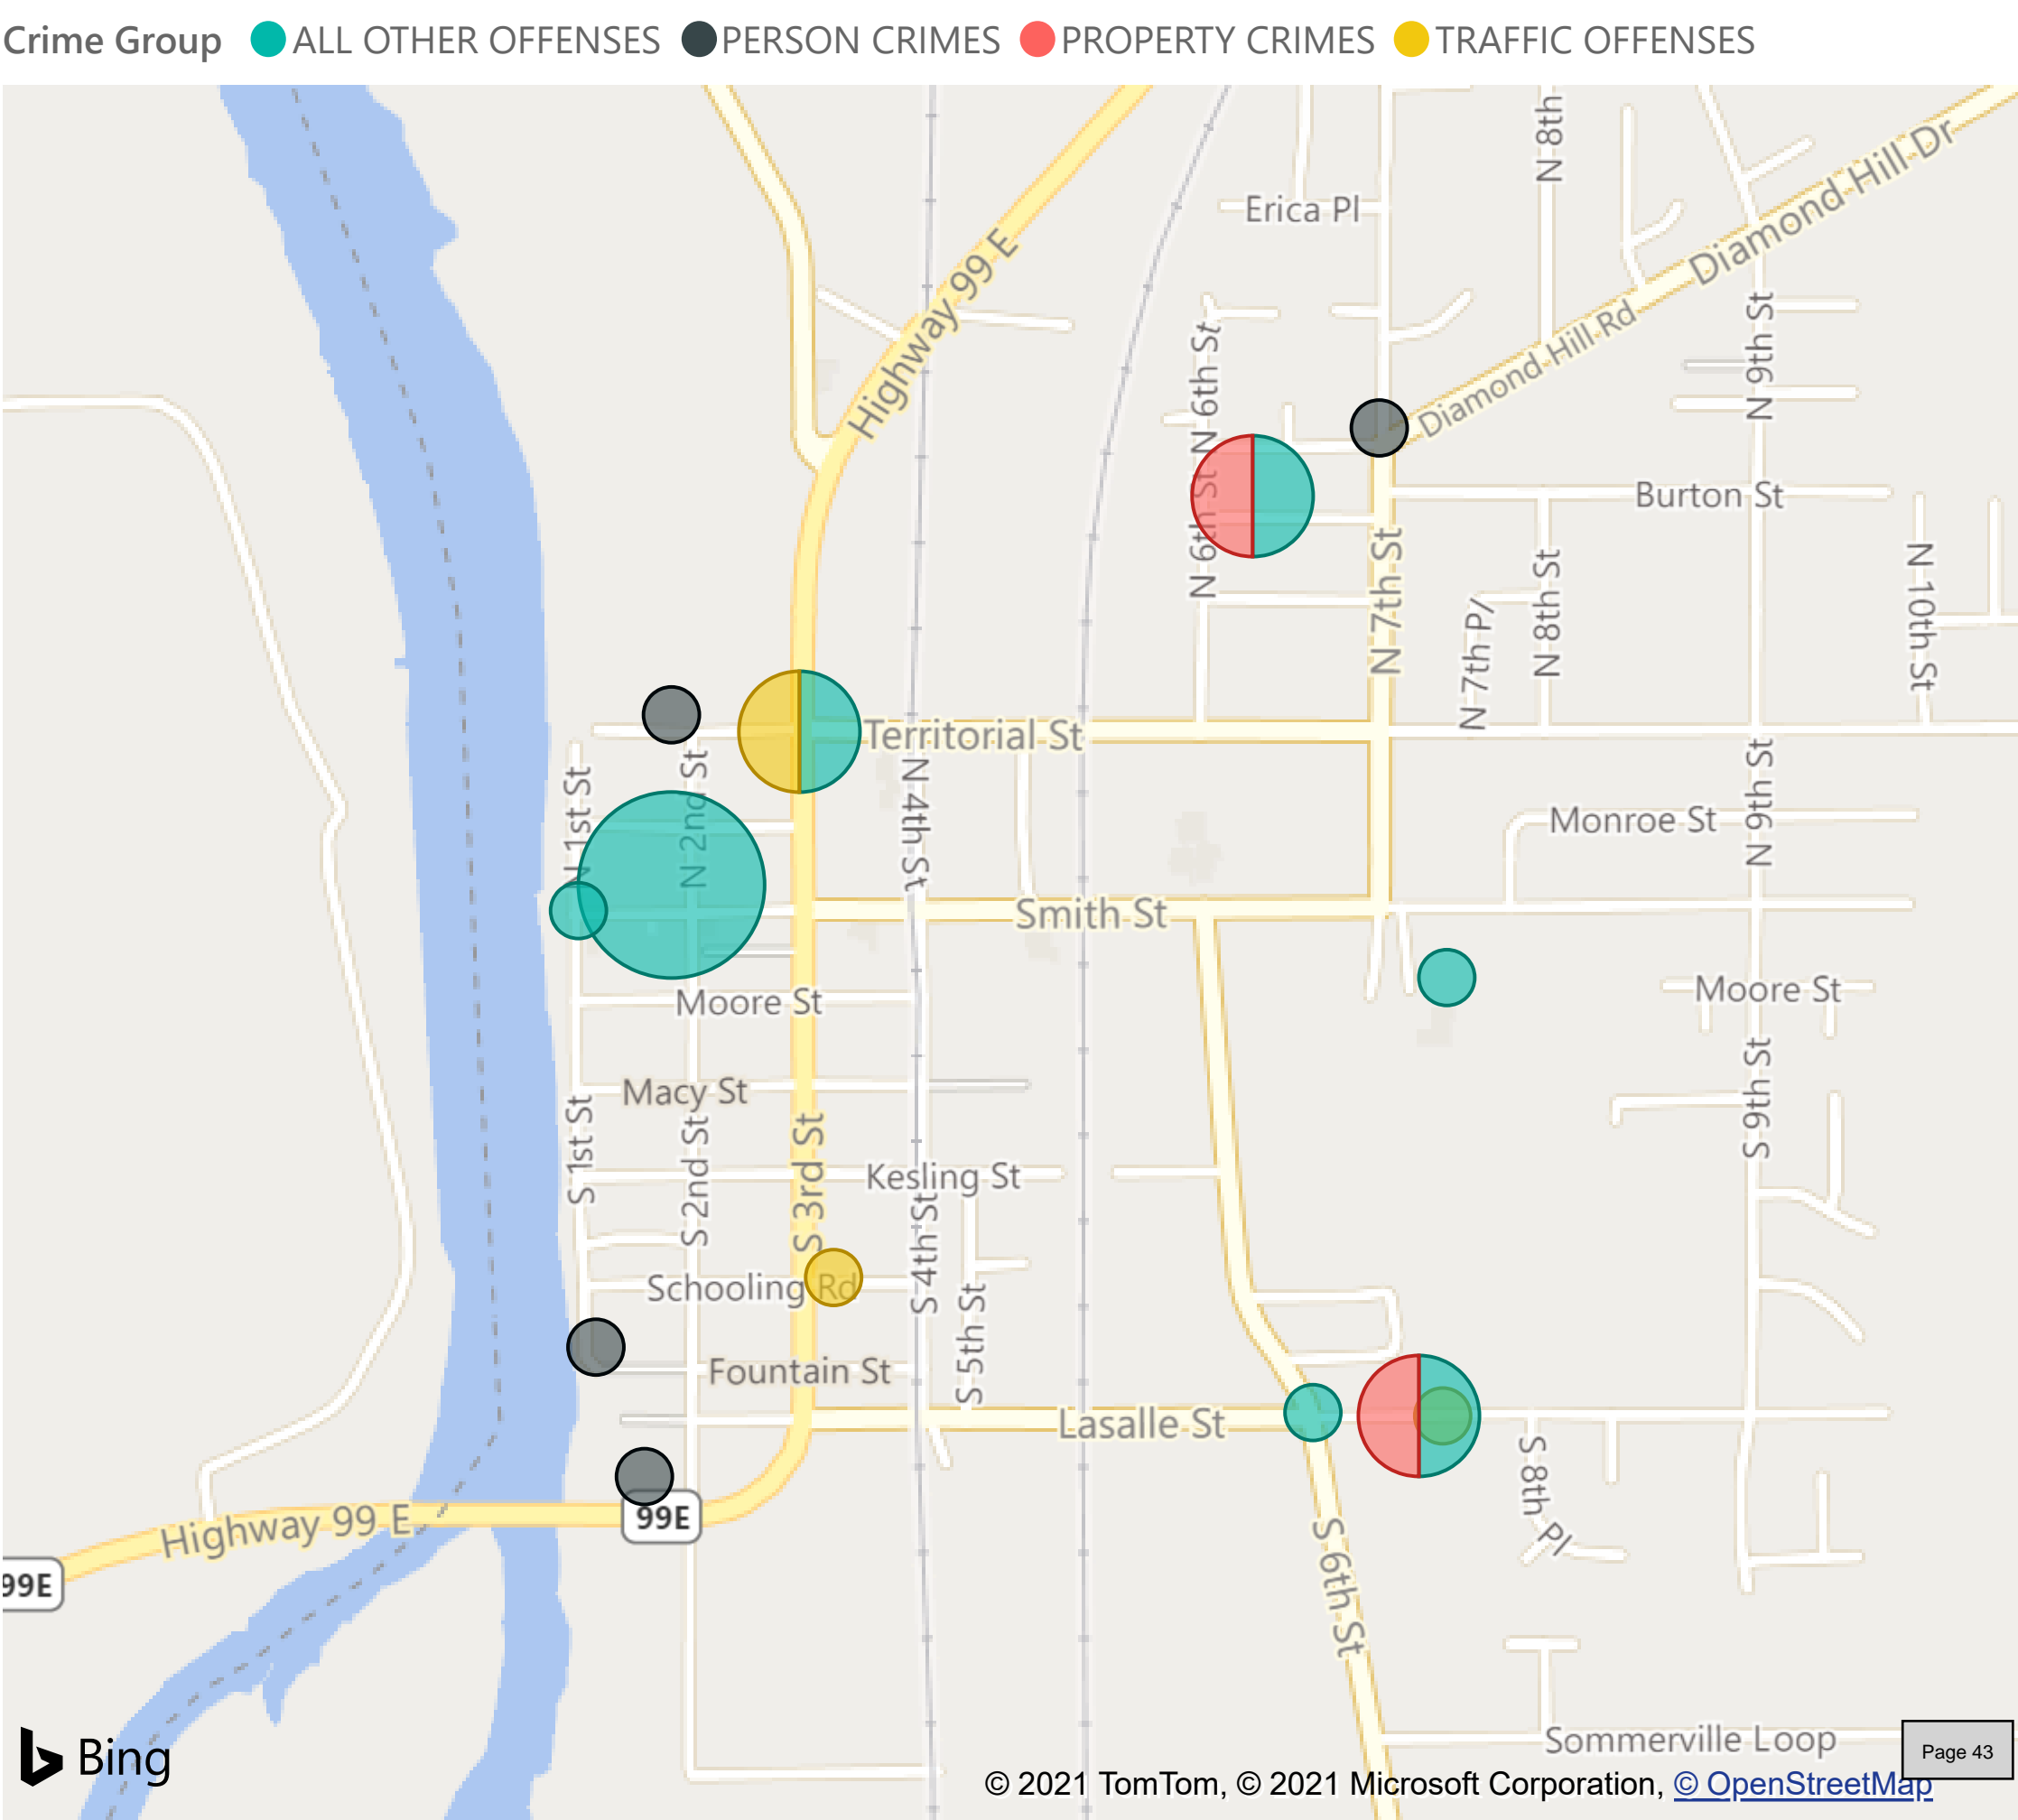 Crime Group ALL OTHER OFFENSES PERSON CRIMES PROPERTY CRIMES TRAFFIC OFFENSES
N 8th
Diamond Hill Dr
Erica Pl
Highway 99 E
Diamond Hill Rd
N 6th St
N 9th St
N 6th St
Burton St
N 7th St
N 7th Pl
N 8th St
N 10th St
Territorial St
N 1st St
N 2nd St
N 4th St
Monroe St
N 9th St
Smith St
Moore St
Moore St
Macy St
S 1st St
S 2nd St
S 3rd St
Kesling St
S 9th St
S 4th St
Schooling Rd
S 5th St
Fountain St
Lasalle St
S 8th Pl
99E
Highway 99 E
99E
S 6th St
Sommerville Loop
Page 43
Bing
© 2021 TomTom, © 2021 Microsoft Corporation, © OpenStreetMap